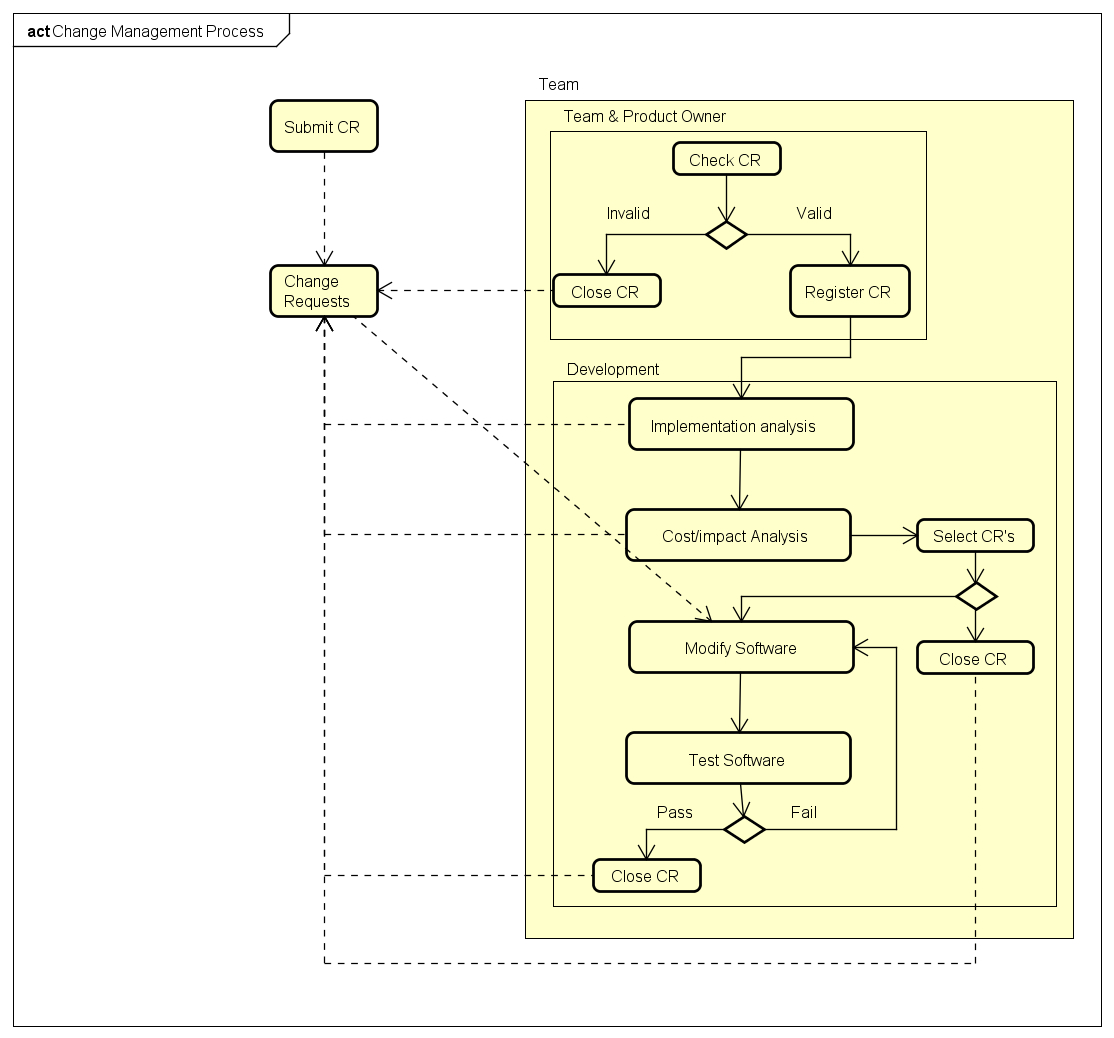 act Change Management Process
Team
Submit CR
Team & Product Owner
Check CR
Invalid
Valid
Change
Requests
Close CR
Register CR
Development
Implementation analysis
Cost/impact Analysis
Select CR's
Modify Software
Close CR
Test Software
Pass
Fail
Close CR